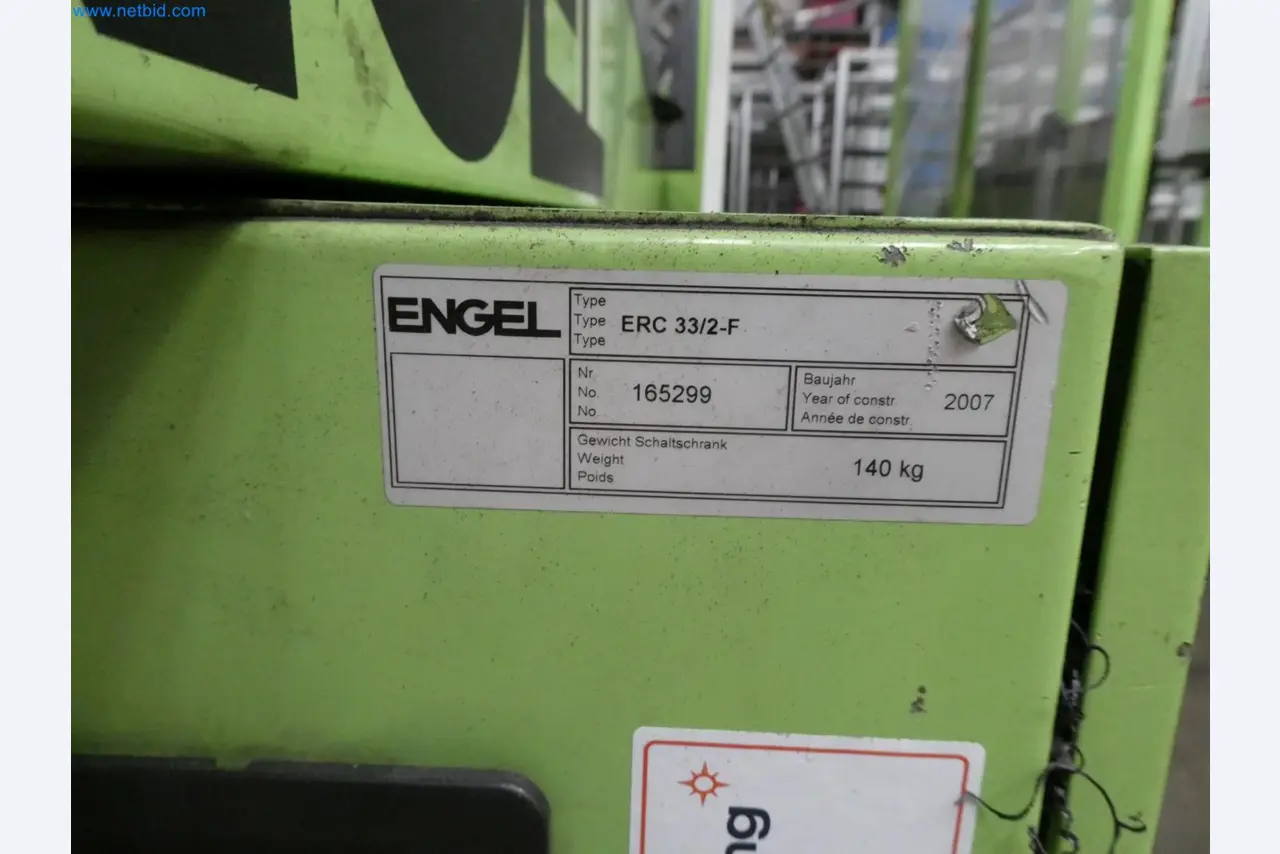 www.netbid.com
ENGEL
Type
Type
Type
ERC 33/2-F
Nr.
No.
No.
165299
Baujahr
Year of constr.
Année de constr.
2007
Gewicht Schaltschrank
Weight
Poids
140 kg
ng